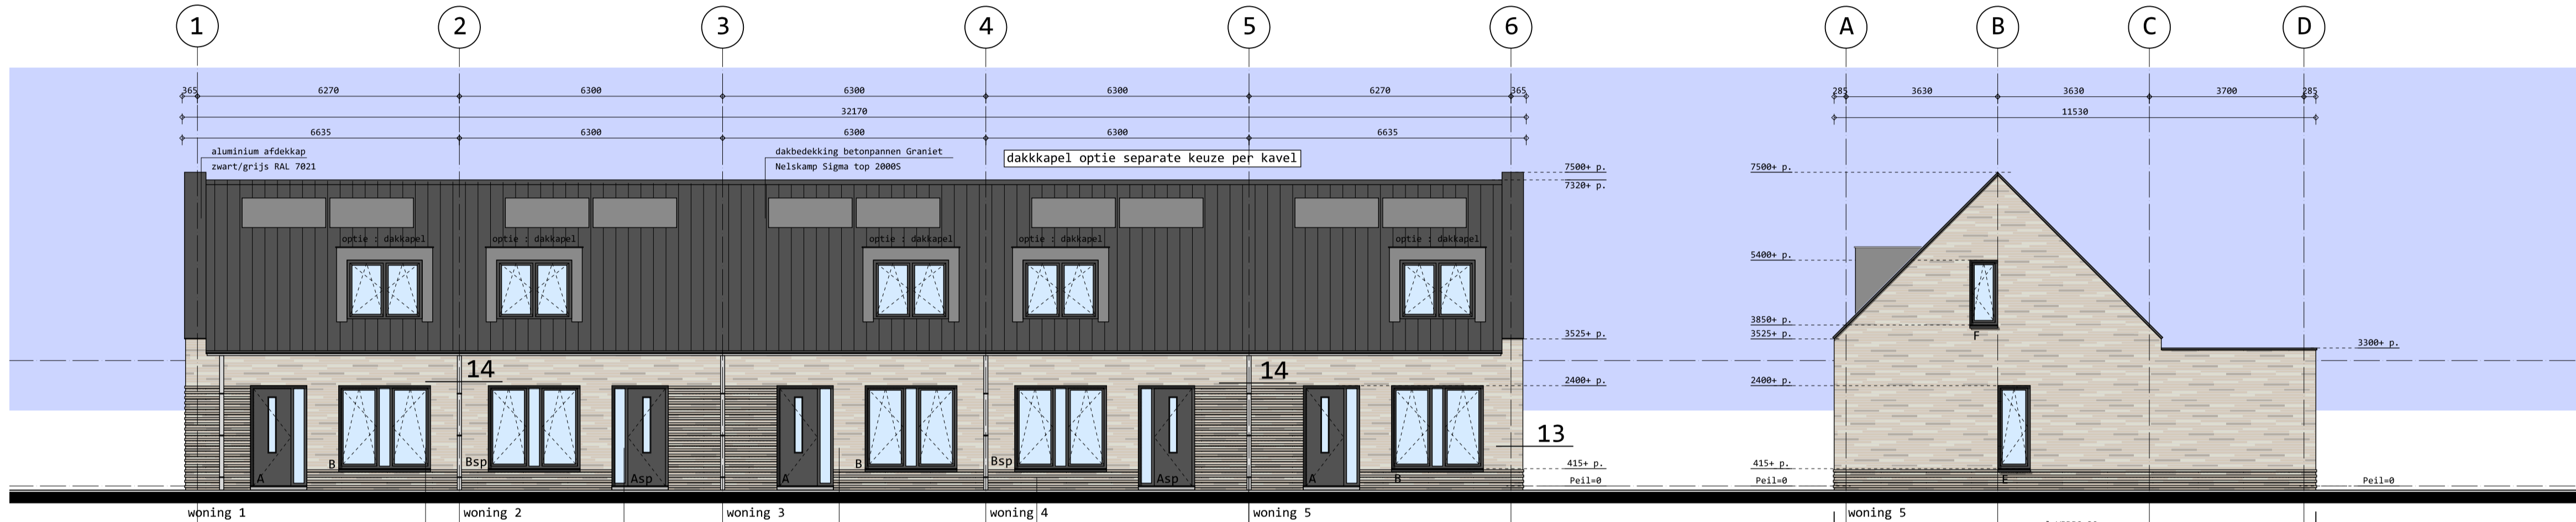 1 2 3 4 5 6 A B C D
365 6270 6300 6300 6300 6270 365 285 3630 3630 3700 285
32170 11530
6635 6300 6300 6300 6635
aluminium afdekkap
zwart/grijs RAL 7021
dakbedekking betonpannen Graniet
Nelskamp Sigma top 2000S
dakkkapel optie separate keuze per kavel
7500+ p.
7320+ p.
7500+ p.
optie : dakkapel optie : dakkapel optie : dakkapel optie : dakkapel optie : dakkapel
5400+ p.
3850+ p.
3525+ p. 3525+ p.
F
3300+ p.
14 14
2400+ p. 2400+ p.
13
B Bsp B Bsp
415+ p. 415+ p.
A Asp A Asp A B E
Peil=0 Peil=0 Peil=0
woning 1 woning 2 woning 3 woning 4 woning 5 woning 5